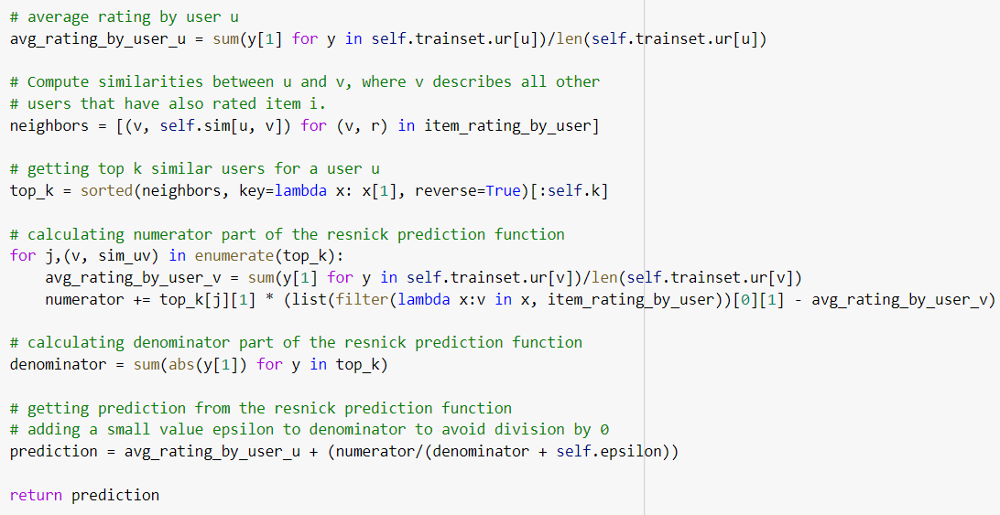 # average rating by user u
avg_rating_by_user_u = sum(y[1] for y in self.trainset.ur[u])/len(self.trainset.ur[u])
# Compute similarities between u and v, where v describes all other
# users that have also rated item i.
neighbors = [(v, self.sim[u, v]) for (v, r) in item_rating_by_user]
# getting top k similar users for a user u
top_k = sorted(neighbors, key=lambda x: x[1], reverse=True)[:self.k]
# calculating numerator part of the resnick prediction function
for j,(v, sim_uv) in enumerate(top_k):
    avg_rating_by_user_v = sum(y[1] for y in self.trainset.ur[v])/len(self.trainset.ur[v])
    numerator += top_k[j][1] * (list(filter(lambda x:v in x, item_rating_by_user))[0][1] - avg_rating_by_user_v)
# calculating denominator part of the resnick prediction function
denominator = sum(abs(y[1]) for y in top_k)
# getting prediction from the resnick prediction function
# adding a small value epsilon to denominator to avoid division by 0
prediction = avg_rating_by_user_u + (numerator/(denominator + self.epsilon))
return prediction